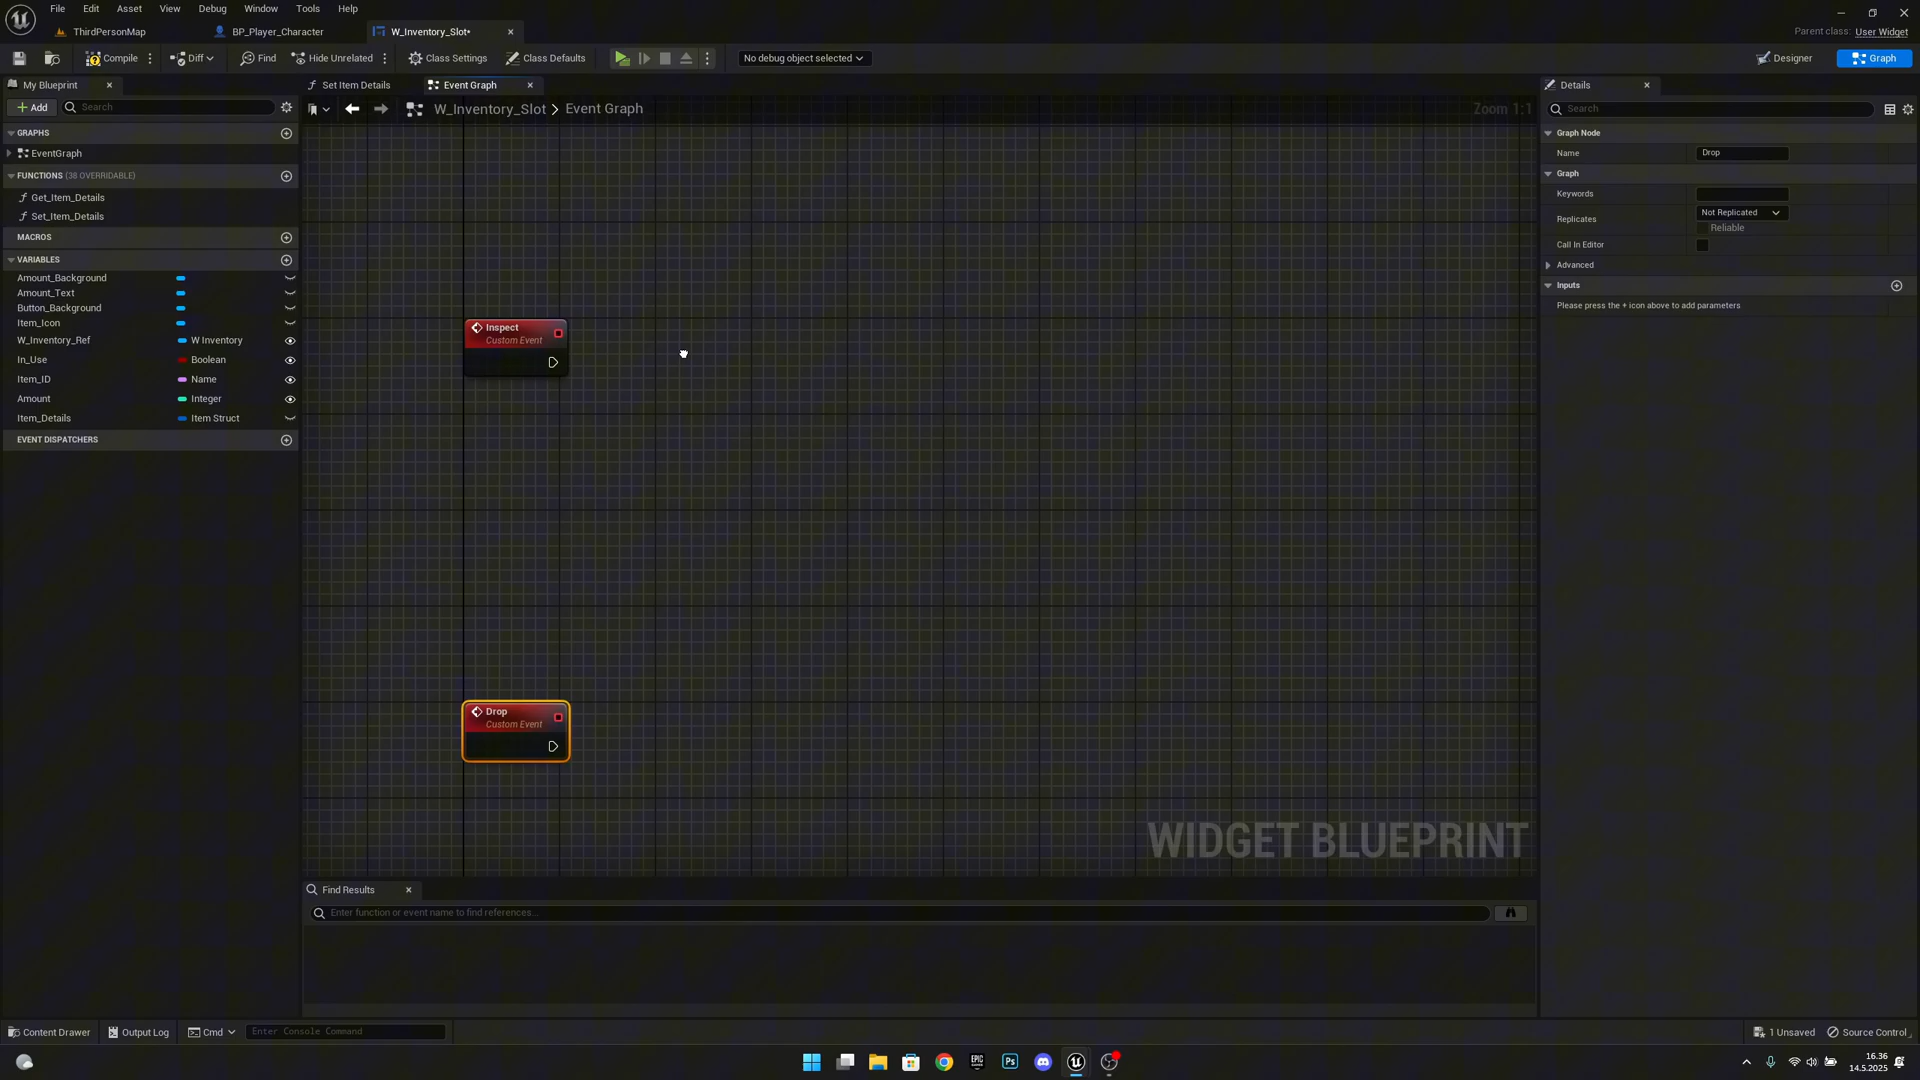 File Edit Asset View Debug Window Tools Help
ThirdPersonMap BP_Player_Character W_Inventory_Slot•
Parent class: User Widget
Compile Diff Find Hide Unrelated Class Settings Class Defaults No debug object selected Designer Graph
My Blueprint Set Item Details Event Graph Details
Add Search W_Inventory_Slot > Event Graph Zoom 1:1 Search
GRAPHS
EventGraph
FUNCTIONS (38 OVERRIDABLE)
Get_Item_Details
Set_Item_Details
MACROS
VARIABLES
Amount_Background
Amount_Text
Button_Background
Item_Icon
W_Inventory_Ref W Inventory
In_Use Boolean
Item_ID Name
Amount Integer
Item_Details Item Struct
EVENT DISPATCHERS
Inspect
Custom Event
Drop
Custom Event
WIDGET BLUEPRINT
Graph Node
Name Drop
Graph
Keywords
Replicates Not Replicated
Reliable
Call In Editor
Advanced
Inputs
Please press the + icon above to add parameters
Find Results
Enter function or event name to find references...
Content Drawer Output Log Cmd Enter Console Command 1 Unsaved Source Control
EPIC GAMES
Ps
16.36
14.5.2025